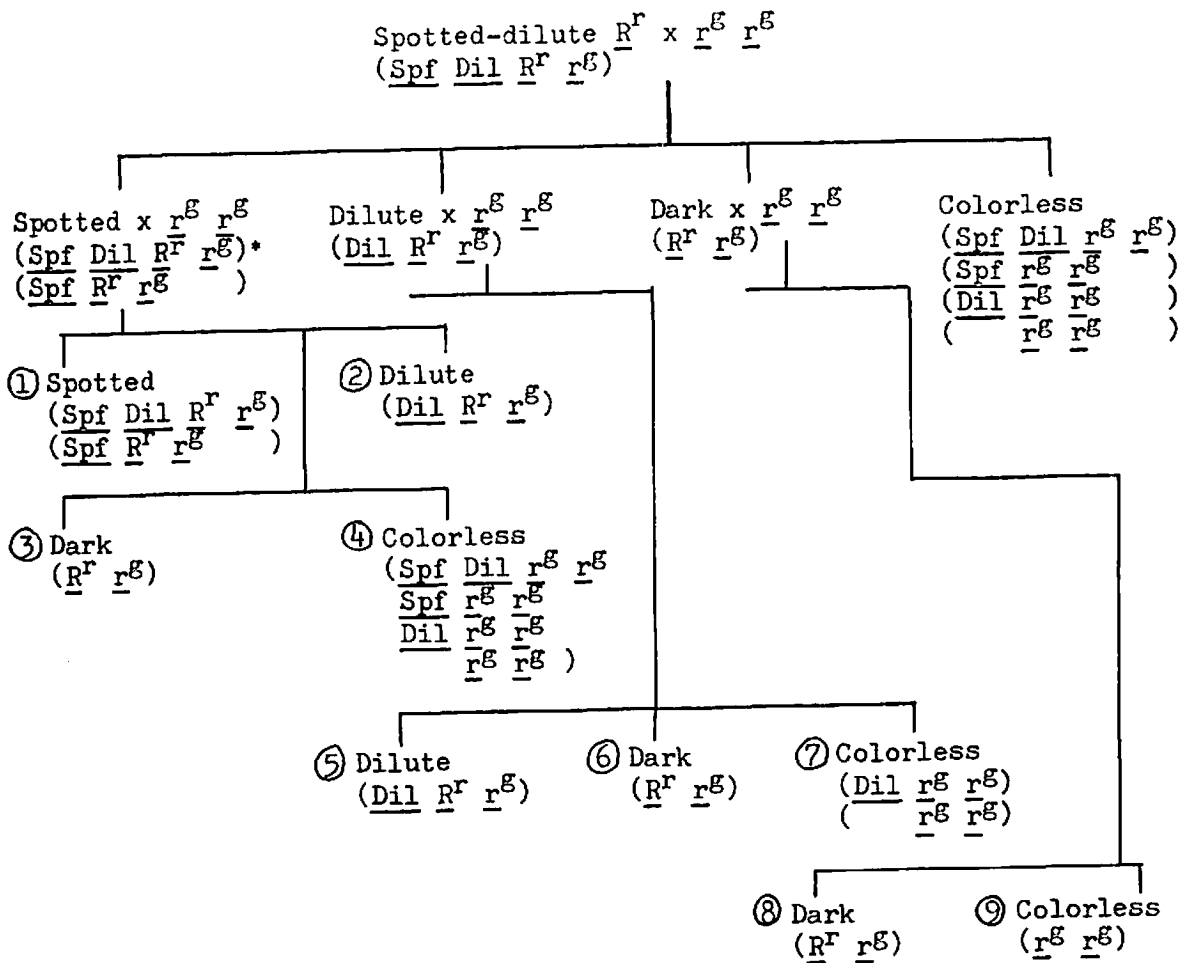 Spotted-dilute R^r x r^g r^g
(Spf Dil R^r r^g)
Spotted x r^g r^g
(Spf Dil R^r r^g)*
(Spf R^r r^g )
Dilute x r^g r^g
(Dil R^r r^g)
Dark x r^g r^g
(R^r r^g)
Colorless
(Spf Dil r^g r^g)
(Spf r^g r^g )
(Dil r^g r^g )
( r^g r^g )
① Spotted
(Spf Dil R^r r^g)
(Spf R^r r^g )
② Dilute
(Dil R^r r^g)
③ Dark
(R^r r^g)
④ Colorless
(Spf Dil r^g r^g
Spf r^g r^g
Dil r^g r^g
r^g r^g )
⑤ Dilute
(Dil R^r r^g)
⑥ Dark
(R^r r^g)
⑦ Colorless
(Dil r^g r^g)
( r^g r^g)
⑧ Dark
(R^r r^g)
⑨ Colorless
(r^g r^g)